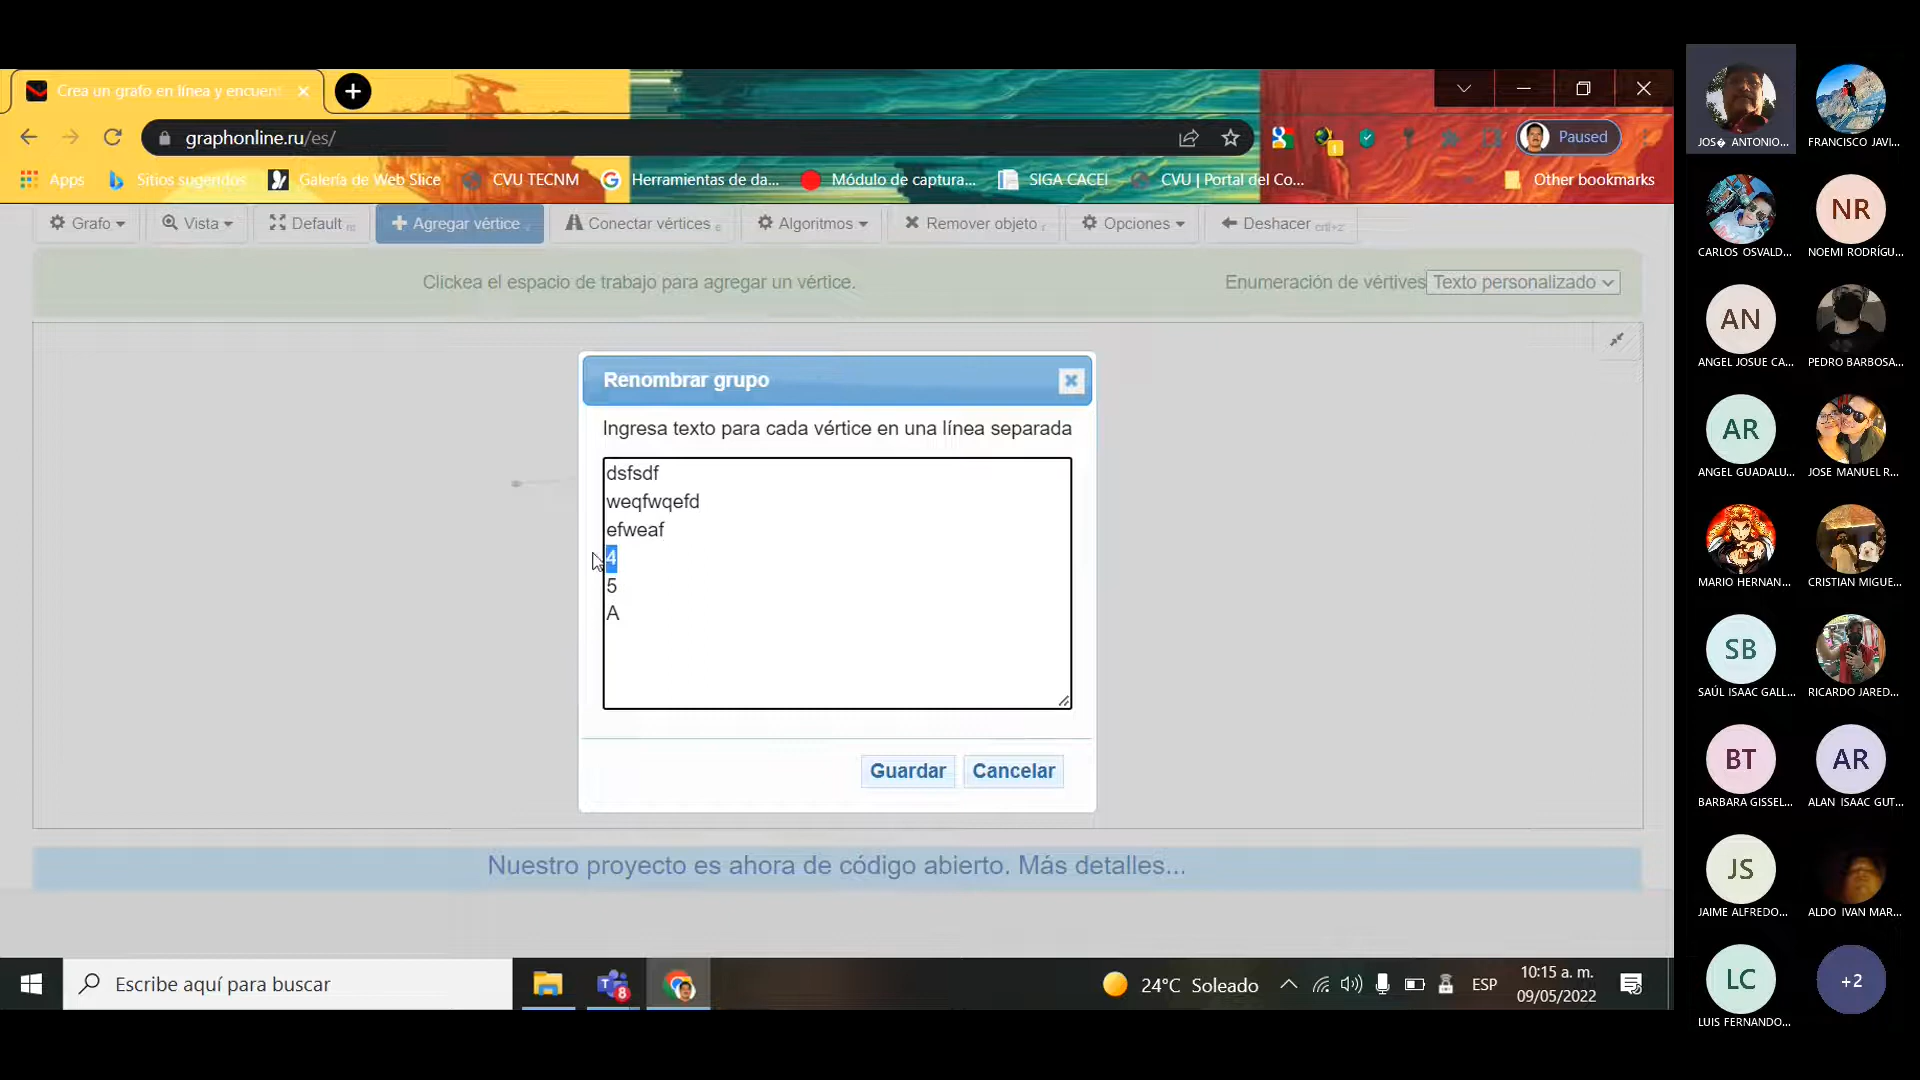 Crea un grafo en línea y encuent
graphonline.ru/es/
Paused
Apps
Sitios sugeridos
Galería de Web Slice
CVU TECNM
Herramientas de da...
Módulo de captura...
SIGA CACEI
CVU | Portal del Co...
Other bookmarks
Grafo
Vista
Default
Agregar vértice
Conectar vértices
Algoritmos
Remover objeto
Opciones
Deshacer ctrl+z
Clickea el espacio de trabajo para agregar un vértice.
Enumeración de vértives
Texto personalizado
Renombrar grupo
Ingresa texto para cada vértice en una línea separada
dsfsdf
weqfwqefd
efweaf
4
5
A
Guardar
Cancelar
Nuestro proyecto es ahora de código abierto. Más detalles...
Escribe aquí para buscar
8
24°C Soleado
ESP
10:15 a. m.
09/05/2022
JOS� ANTONIO...
FRANCISCO JAVI...
CARLOS OSVALD...
NR
NOEMI RODRÍGU...
AN
ANGEL JOSUE CA...
PEDRO BARBOSA...
AR
ANGEL GUADALU...
JOSE MANUEL R...
MARIO HERNAN...
CRISTIAN MIGUE...
SB
SAÚL ISAAC GALL...
RICARDO JARED...
BT
BARBARA GISSEL...
AR
ALAN ISAAC GUT...
JS
JAIME ALFREDO...
ALDO IVAN MAR...
LC
LUIS FERNANDO...
+2